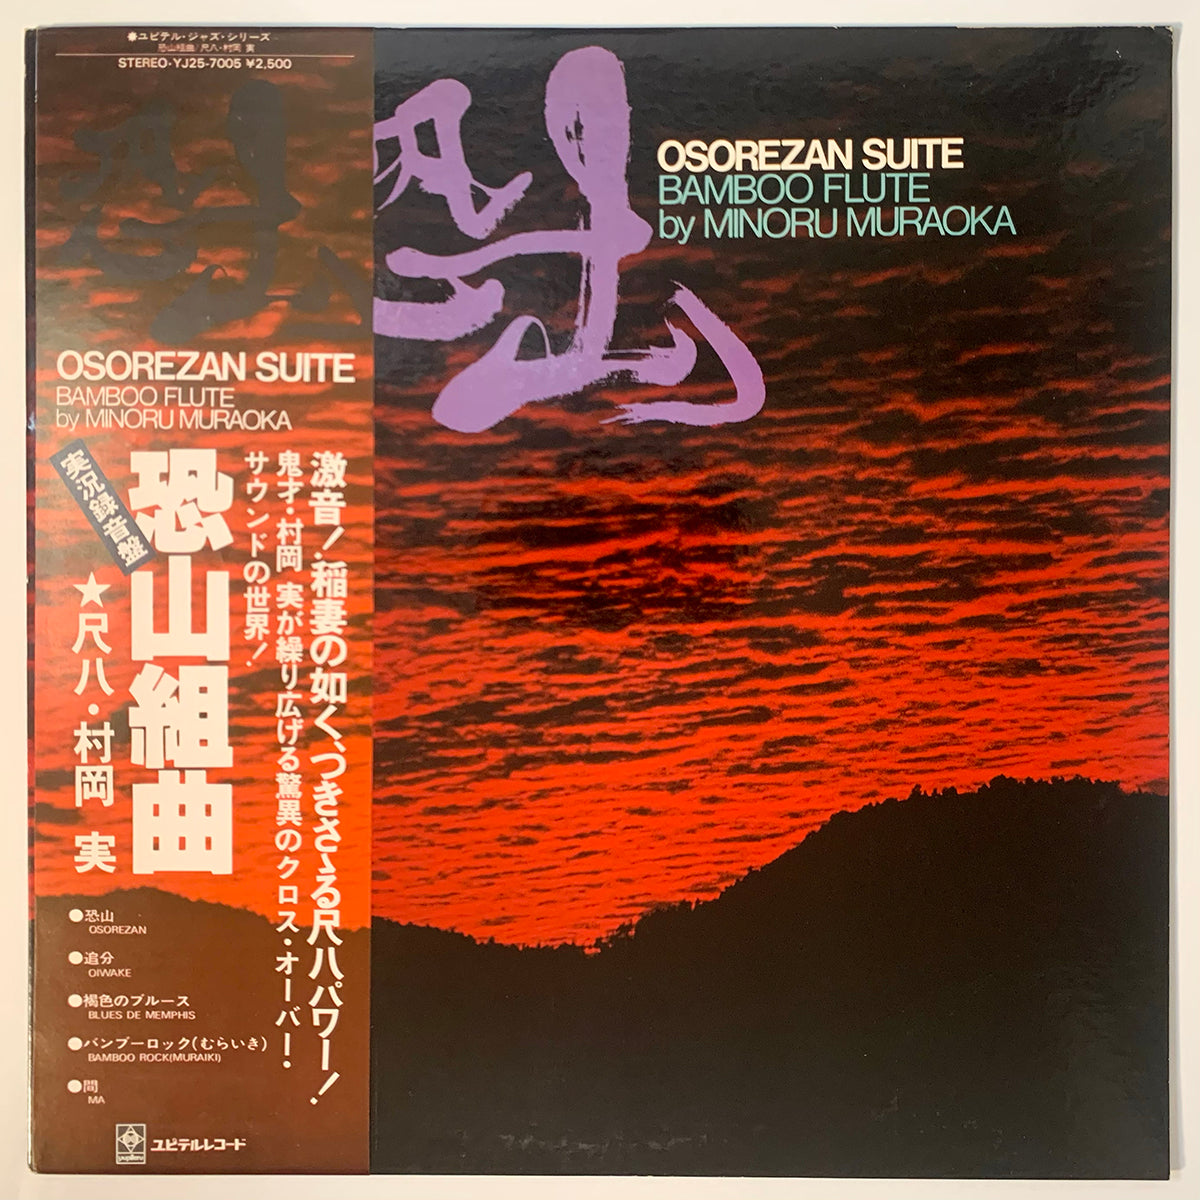 ✹ユピテル・ジャズ・シリーズ
恐山組曲/尺八・村岡 実
STEREO・YJ25-7005 ¥2,500
恐山
OSOREZAN SUITE
BAMBOO FLUTE
by MINORU MURAOKA
恐山
OSOREZAN SUITE
BAMBOO FLUTE
by MINORU MURAOKA
激音!稲妻の如く、つきさゝる尺八パワー!
鬼才・村岡 実が繰り広げる驚異のクロス・オーバー・
サウンドの世界!
恐山組曲
実況録音盤
★尺八・村岡 実
●恐山
OSOREZAN
●追分
OIWAKE
●褐色のブルース
BLUES DE MEMPHIS
●バンブーロック(むらいき)
BAMBOO ROCK(MURAIKI)
●間
MA
yupiteru
ユピテルレコード